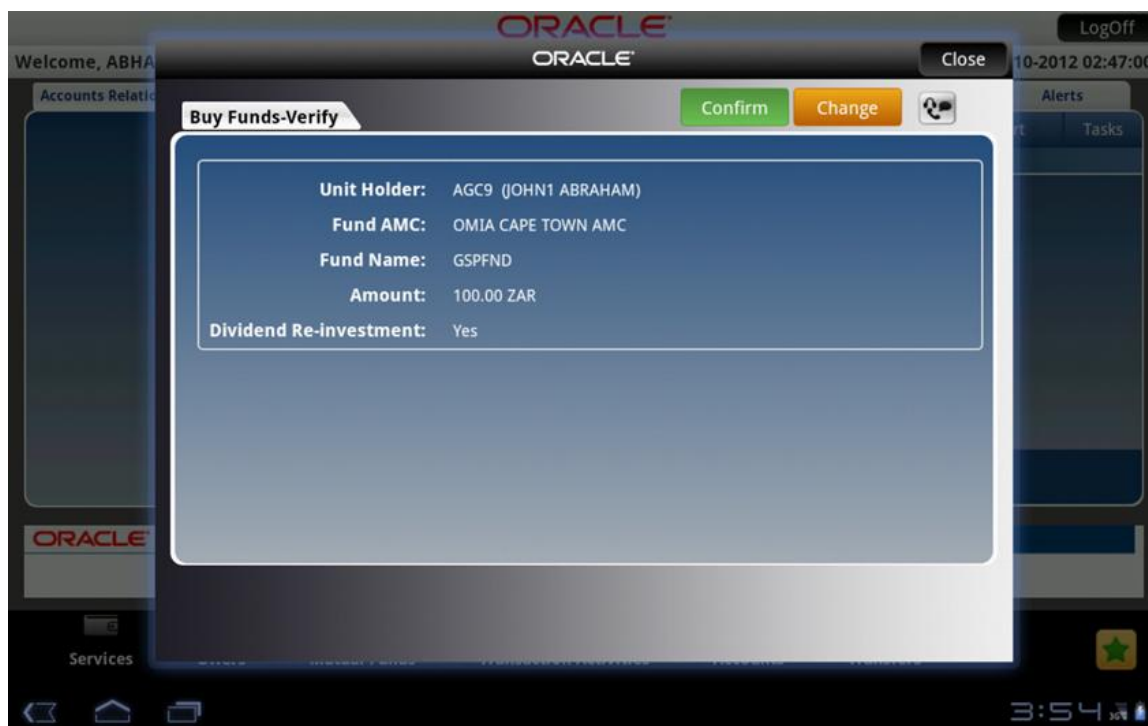 ORACLE
LogOff
Welcome, ABHA
ORACLE
Close
10-2012 02:47:00
Accounts Relatio
Alerts
Buy Funds-Verify
Confirm
Change
Tasks
Unit Holder: AGC9 (JOHN1 ABRAHAM)
Fund AMC: OMIA CAPE TOWN AMC
Fund Name: GSPFND
Amount: 100.00 ZAR
Dividend Re-investment: Yes
ORACLE
Services
3:54